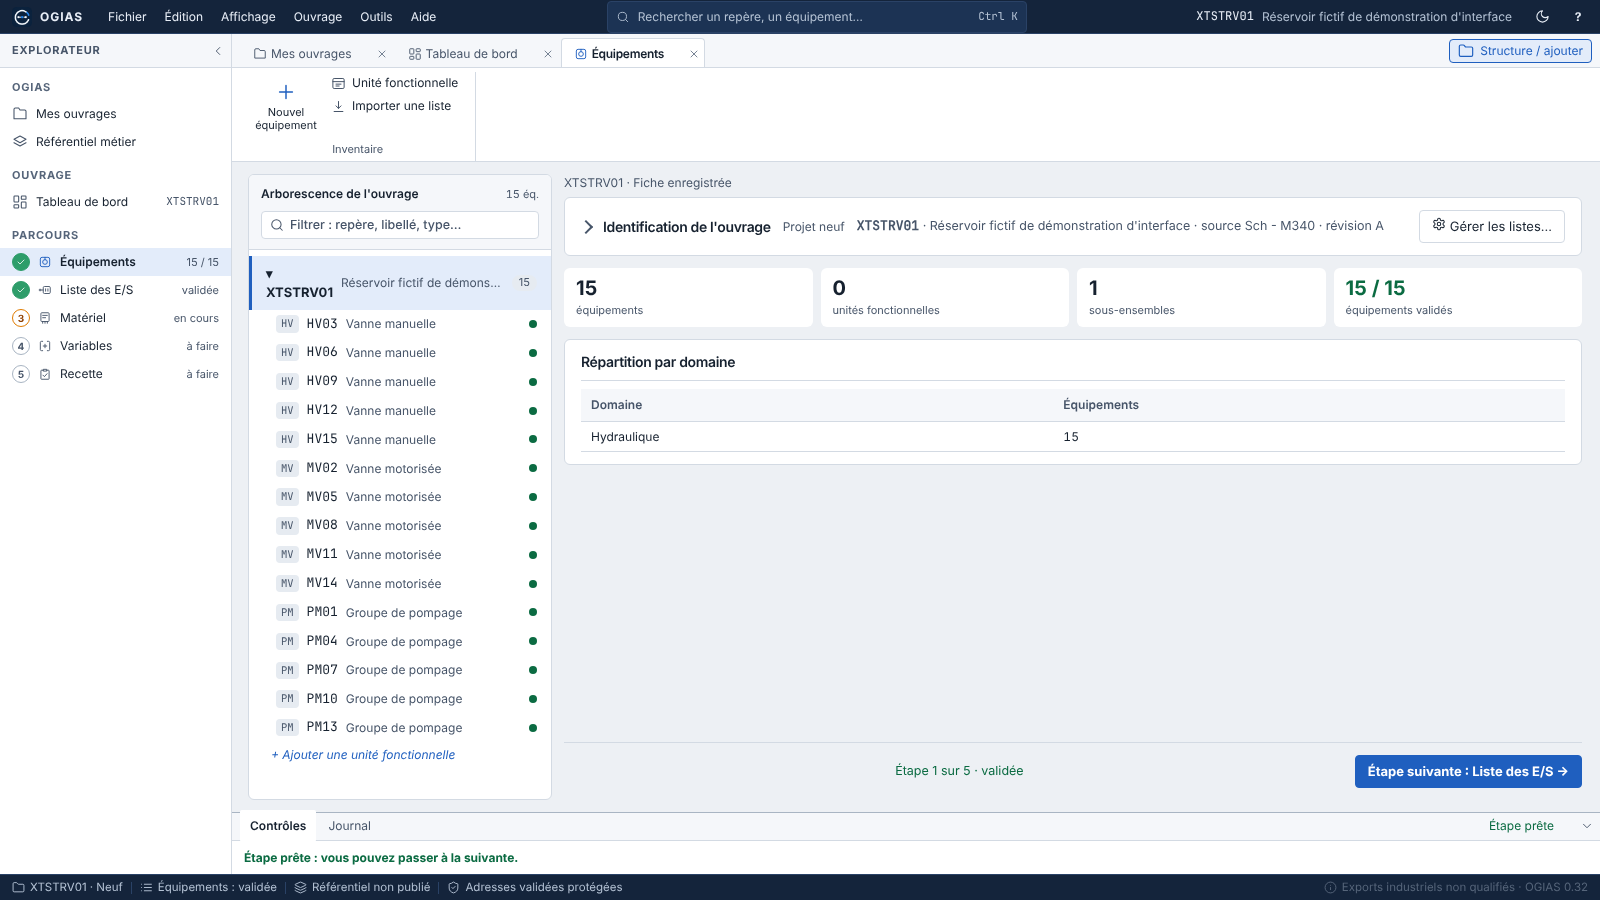 OGIAS Fichier Édition Affichage Ouvrage Outils Aide Rechercher un repère, un équipement... Ctrl K XTSTRV01 Réservoir fictif de démonstration d'interface ?
EXPLORATEUR
Mes ouvrages Tableau de bord Équipements Structure / ajouter
OGIAS
Mes ouvrages
Référentiel métier
OUVRAGE
Tableau de bord XTSTRV01
PARCOURS
Équipements 15 / 15
Liste des E/S validée
3 Matériel en cours
4 Variables à faire
5 Recette à faire
Nouvel équipement
Unité fonctionnelle
Importer une liste
Inventaire
Arborescence de l'ouvrage 15 éq.
Filtrer : repère, libellé, type...
▼ XTSTRV01 Réservoir fictif de démons... 15
HV HV03 Vanne manuelle
HV HV06 Vanne manuelle
HV HV09 Vanne manuelle
HV HV12 Vanne manuelle
HV HV15 Vanne manuelle
MV MV02 Vanne motorisée
MV MV05 Vanne motorisée
MV MV08 Vanne motorisée
MV MV11 Vanne motorisée
MV MV14 Vanne motorisée
PM PM01 Groupe de pompage
PM PM04 Groupe de pompage
PM PM07 Groupe de pompage
PM PM10 Groupe de pompage
PM PM13 Groupe de pompage
+ Ajouter une unité fonctionnelle
XTSTRV01 · Fiche enregistrée
Identification de l'ouvrage Projet neuf XTSTRV01 · Réservoir fictif de démonstration d'interface · source Sch - M340 · révision A Gérer les listes...
15 0 1 15 / 15
équipements unités fonctionnelles sous-ensembles équipements validés
Répartition par domaine
Domaine Équipements
Hydraulique 15
Étape 1 sur 5 · validée Étape suivante : Liste des E/S →
Contrôles Journal Étape prête
Étape prête : vous pouvez passer à la suivante.
XTSTRV01 · Neuf Équipements : validée Référentiel non publié Adresses validées protégées Exports industriels non qualifiés · OGIAS 0.32